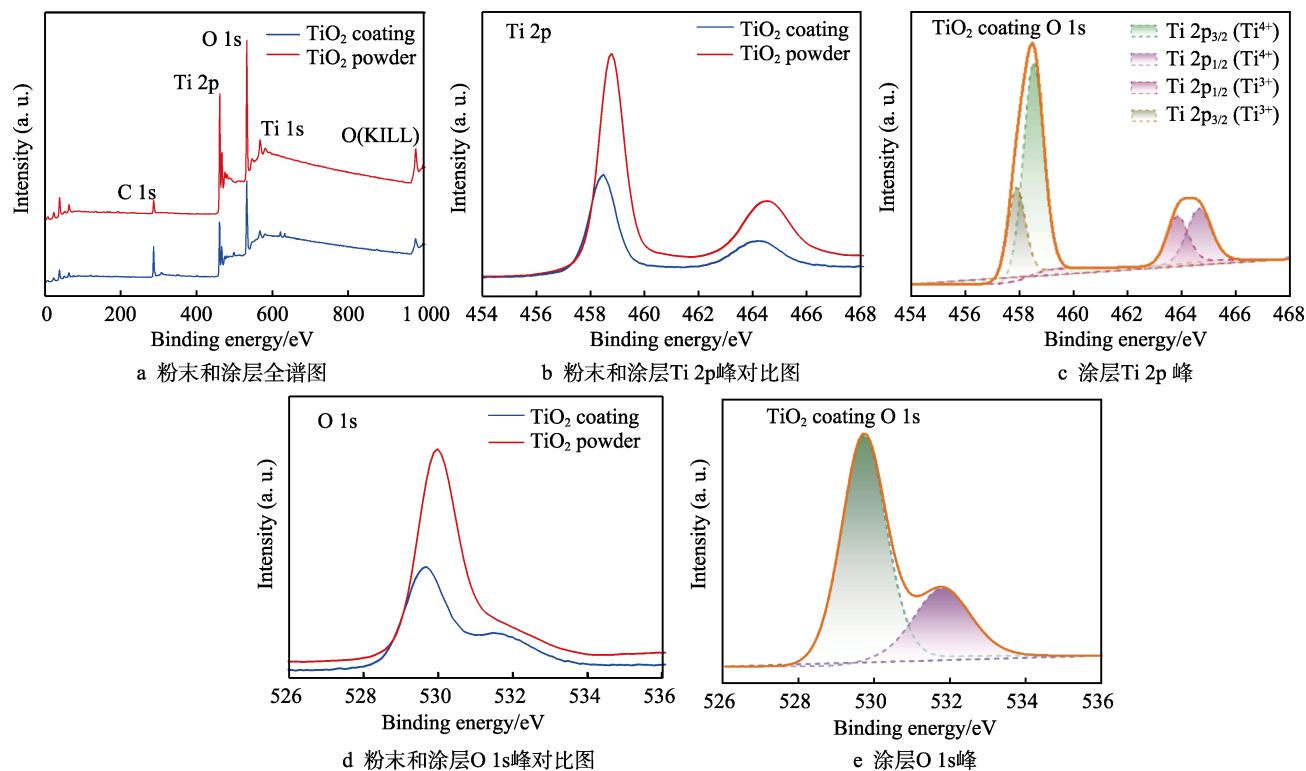 O 1s
TiO₂ coating
TiO₂ powder
Ti 2p
Ti 1s
O(KILL)
C 1s
Intensity (a. u.)
0 200 400 600 800 1 000
Binding energy/eV
a 粉末和涂层全谱图
Ti 2p
TiO₂ coating
TiO₂ powder
Intensity (a. u.)
454 456 458 460 462 464 466 468
Binding energy/eV
b 粉末和涂层Ti 2p峰对比图
TiO₂ coating O 1s
Ti 2p₃/₂ (Ti⁴⁺)
Ti 2p₁/₂ (Ti⁴⁺)
Ti 2p₁/₂ (Ti³⁺)
Ti 2p₃/₂ (Ti³⁺)
Intensity (a. u.)
454 456 458 460 462 464 466 468
Binding energy/eV
c 涂层Ti 2p 峰
O 1s
TiO₂ coating
TiO₂ powder
Intensity (a. u.)
526 528 530 532 534 536
Binding energy/eV
d 粉末和涂层O 1s峰对比图
TiO₂ coating O 1s
Intensity (a. u.)
526 528 530 532 534 536
Binding energy/eV
e 涂层O 1s峰